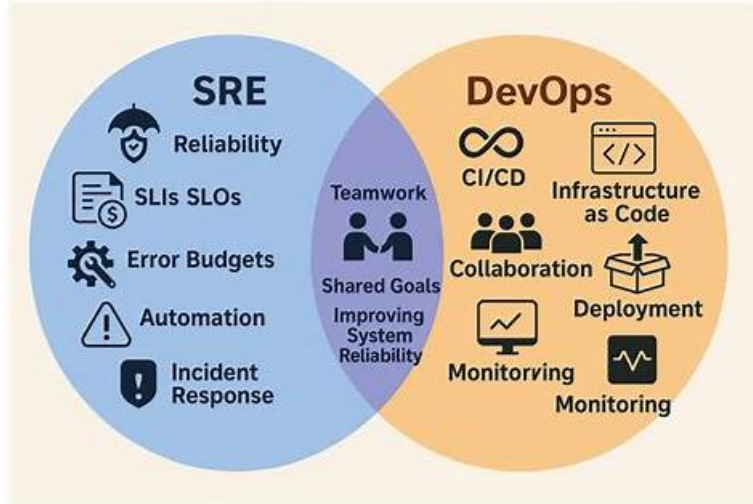 SRE
Reliability
SLIs SLOs
Error Budgets
Automation
Incident
Response
Teamwork
Shared Goals
Improving
System
Reliability
DevOps
CI/CD
</>
Infrastructure
as Code
Collaboration
Deployment
Monitorving
Monitoring